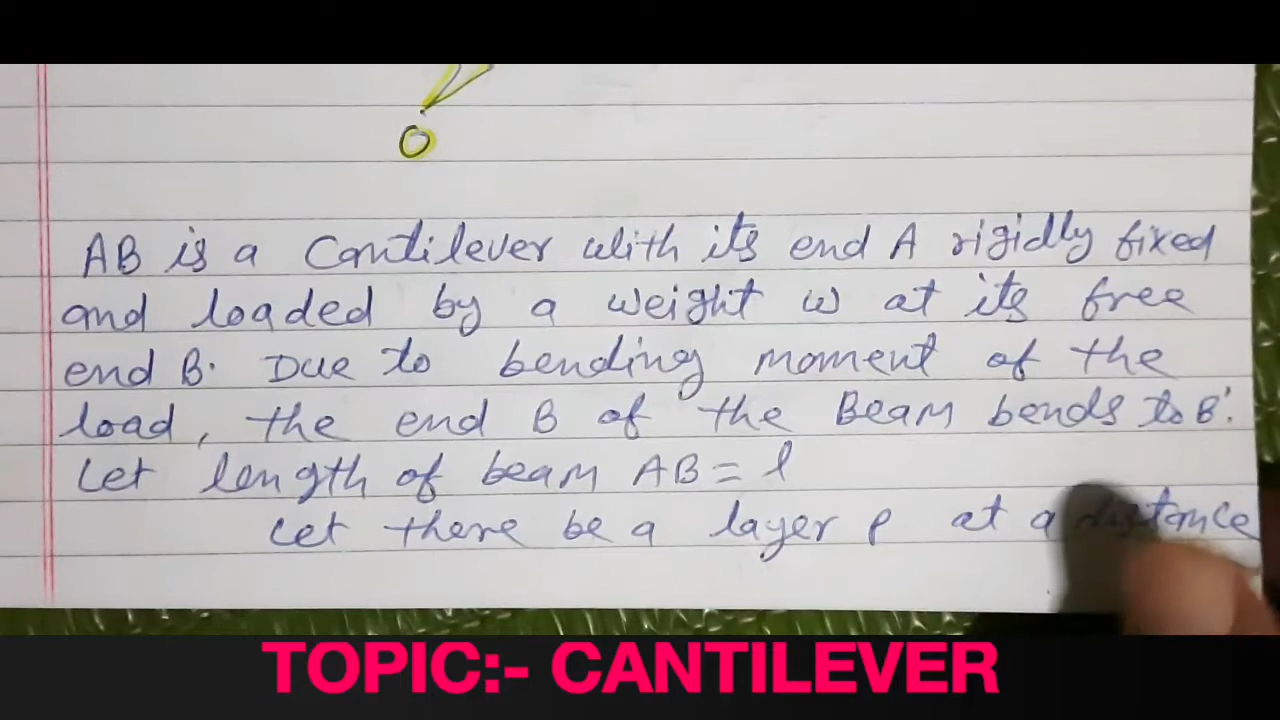 O
AB is a Cantilever with its end A rigidly fixed
and loaded by a weight W at its free
end B. Due to bending moment of the
load, the end B of the Beam bends to B'.
Let length of beam AB = l
Let there be a layer P at a distance
TOPIC:- CANTILEVER